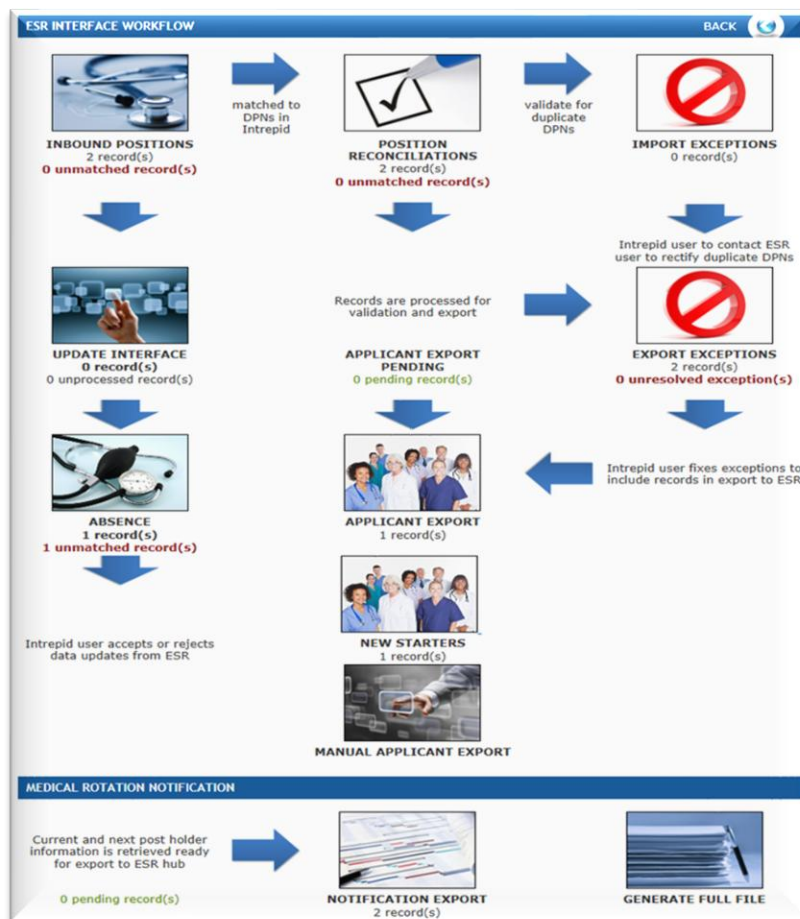 ESR INTERFACE WORKFLOW
BACK
INBOUND POSITIONS
2 record(s)
0 unmatched record(s)
matched to
DPNs in
Intrepid
POSITION
RECONCILIATIONS
2 record(s)
0 unmatched record(s)
validate for
duplicate
DPNs
IMPORT EXCEPTIONS
0 record(s)
Intrepid user to contact ESR
user to rectify duplicate DPNs
UPDATE INTERFACE
0 record(s)
0 unprocessed record(s)
Records are processed for
validation and export
APPLICANT EXPORT
PENDING
0 pending record(s)
EXPORT EXCEPTIONS
2 record(s)
0 unresolved exception(s)
ABSENCE
1 record(s)
1 unmatched record(s)
APPLICANT EXPORT
1 record(s)
Intrepid user fixes exceptions to
include records in export to ESR
Intrepid user accepts or rejects
data updates from ESR
NEW STARTERS
1 record(s)
MANUAL APPLICANT EXPORT
MEDICAL ROTATION NOTIFICATION
Current and next post holder
information is retrieved ready
for export to ESR hub
0 pending record(s)
NOTIFICATION EXPORT
2 record(s)
GENERATE FULL FILE